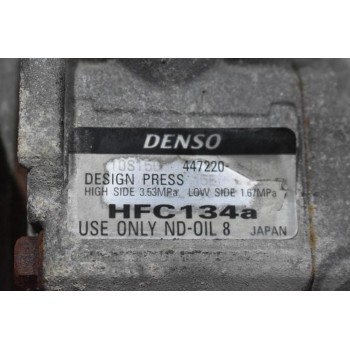 DENSO
447220-
DESIGN PRESS
HIGH SIDE 3.53MPa LOW SIDE 1.67MPa
HFC134a
USE ONLY ND-OIL 8 JAPAN